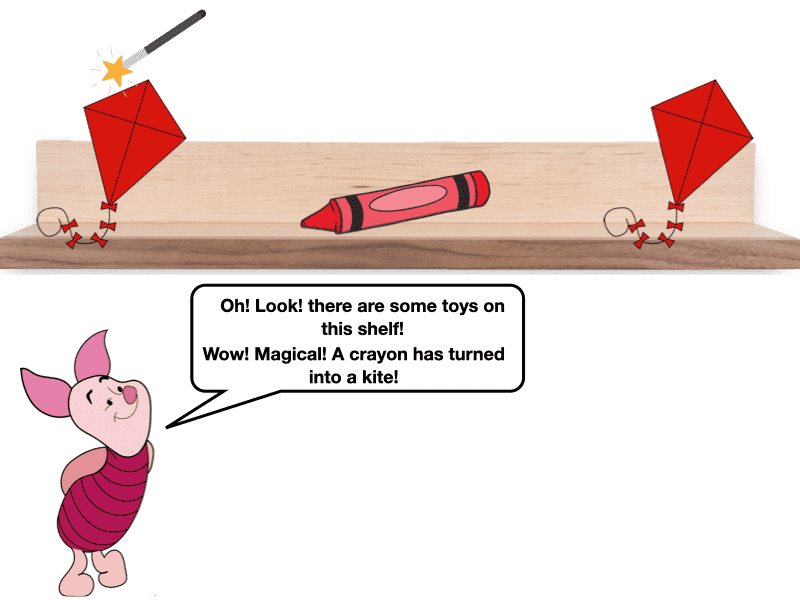 Oh! Look! there are some toys on
this shelf!
Wow! Magical! A crayon has turned
into a kite!